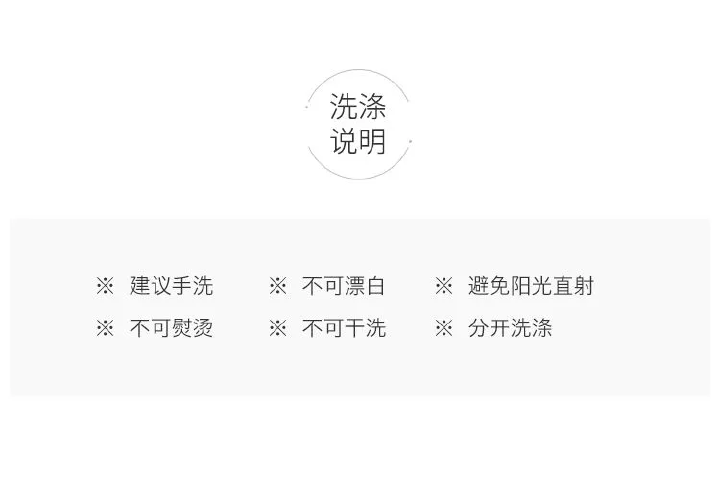 洗涤
说明
※ 建议手洗 ※ 不可漂白 ※ 避免阳光直射
※ 不可熨烫 ※ 不可干洗 ※ 分开洗涤